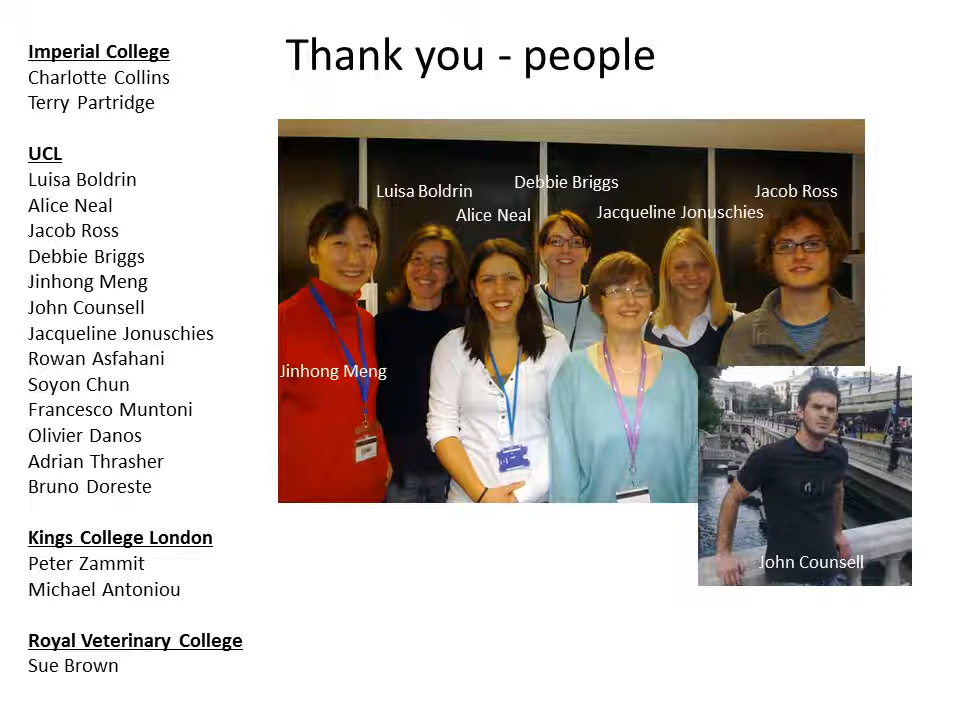 Thank you - people
Imperial College
Charlotte Collins
Terry Partridge
UCL
Luisa Boldrin
Alice Neal
Jacob Ross
Debbie Briggs
Jinhong Meng
John Counsell
Jacqueline Jonuschies
Rowan Asfahani
Soyon Chun
Francesco Muntoni
Olivier Danos
Adrian Thrasher
Bruno Doreste
Kings College London
Peter Zammit
Michael Antoniou
Royal Veterinary College
Sue Brown
Luisa Boldrin
Debbie Briggs
Jacob Ross
Alice Neal
Jacqueline Jonuschies
Jinhong Meng
John Counsell